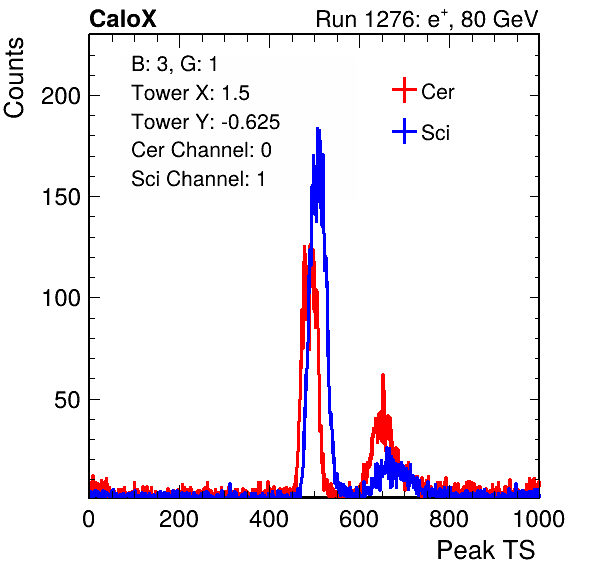 CaloX Run 1276: e+, 80 GeV
Counts
B: 3, G: 1
Tower X: 1.5
Tower Y: -0.625
Cer Channel: 0
Sci Channel: 1
Cer
Sci
200
150
100
50
0 200 400 600 800 1000
Peak TS